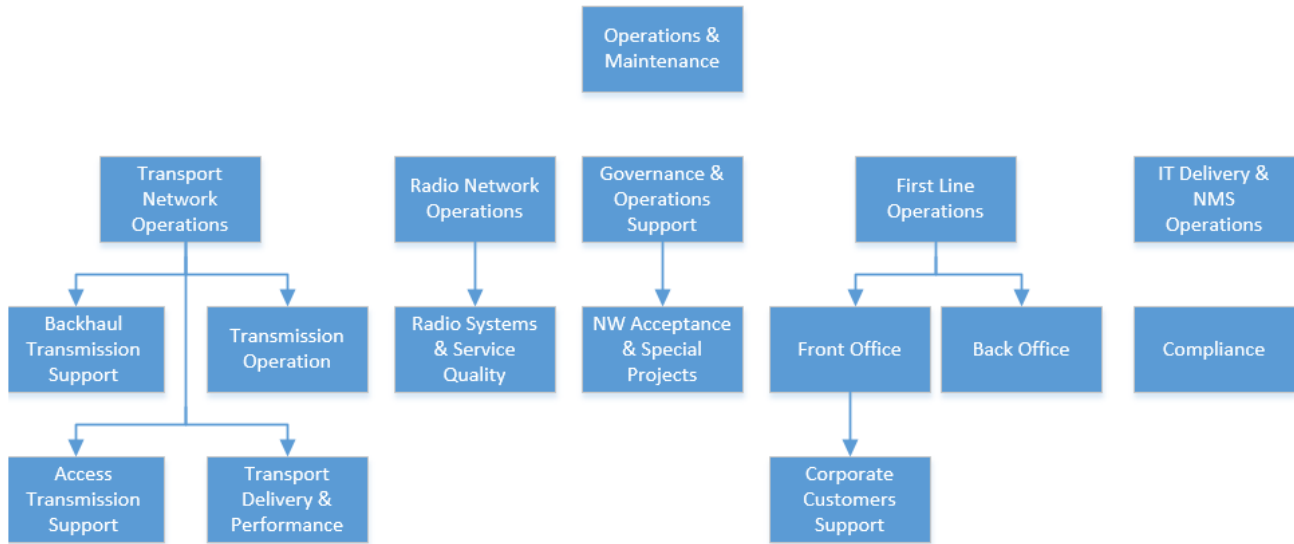 Operations &
Maintenance
Transport
Network
Operations
Radio Network
Operations
Governance &
Operations
Support
First Line
Operations
IT Delivery &
NMS
Operations
Backhaul
Transmission
Support
Transmission
Operation
Radio Systems
& Service
Quality
NW Acceptance
& Special
Projects
Front Office
Back Office
Compliance
Access
Transmission
Support
Transport
Delivery &
Performance
Corporate
Customers
Support